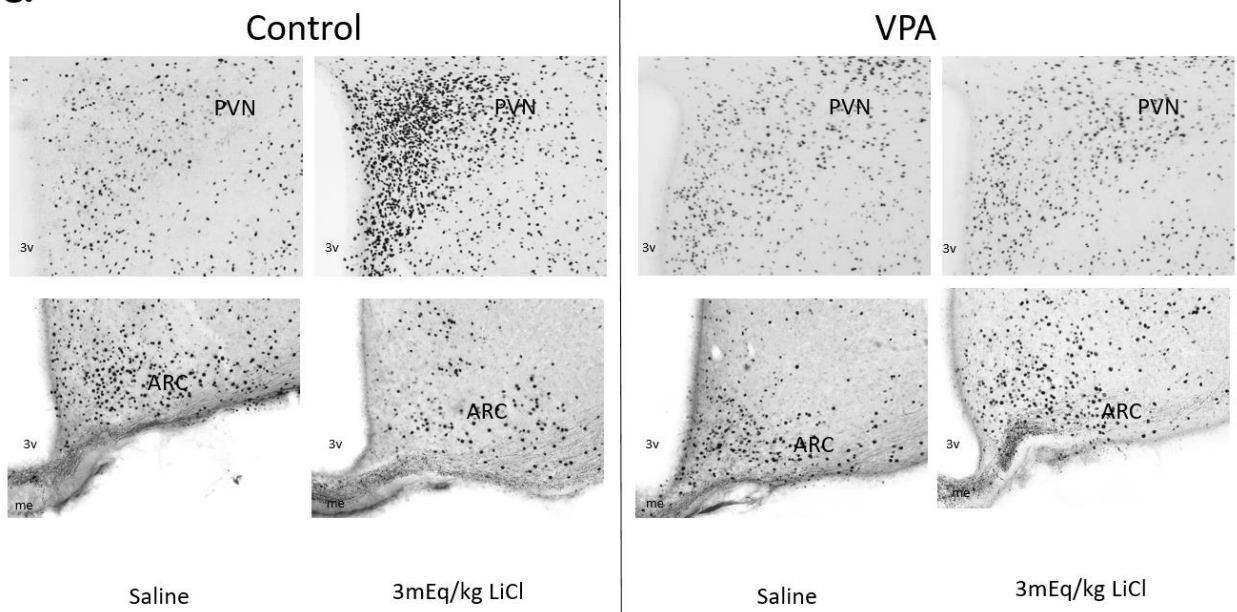 Control
VPA
PVN
PVN
PVN
PVN
3v
3v
3v
3v
ARC
ARC
ARC
ARC
3v
3v
3v
3v
me
me
me
me
Saline
3mEq/kg LiCl
Saline
3mEq/kg LiCl